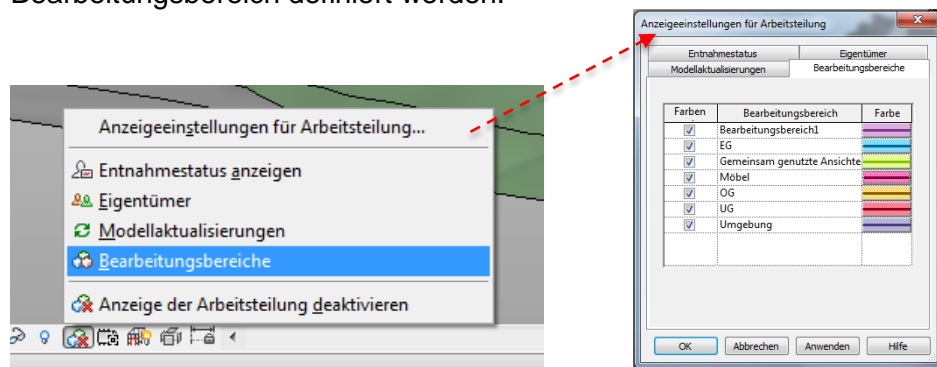 Bearbeitungsbereich definiert werden.
Anzeigeeinstellungen für Arbeitsteilung...
Entnahmestatus anzeigen
Eigentümer
Modellaktualisierungen
Bearbeitungsbereiche
Anzeige der Arbeitsteilung deaktivieren
Anzeigeeinstellungen für Arbeitsteilung
Entnahmestatus Eigentümer
Modellaktualisierungen Bearbeitungsbereiche
Farben Bearbeitungsbereich Farbe
Bearbeitungsbereich1
EG
Gemeinsam genutzte Ansichte
Möbel
OG
UG
Umgebung
OK Abbrechen Anwenden Hilfe